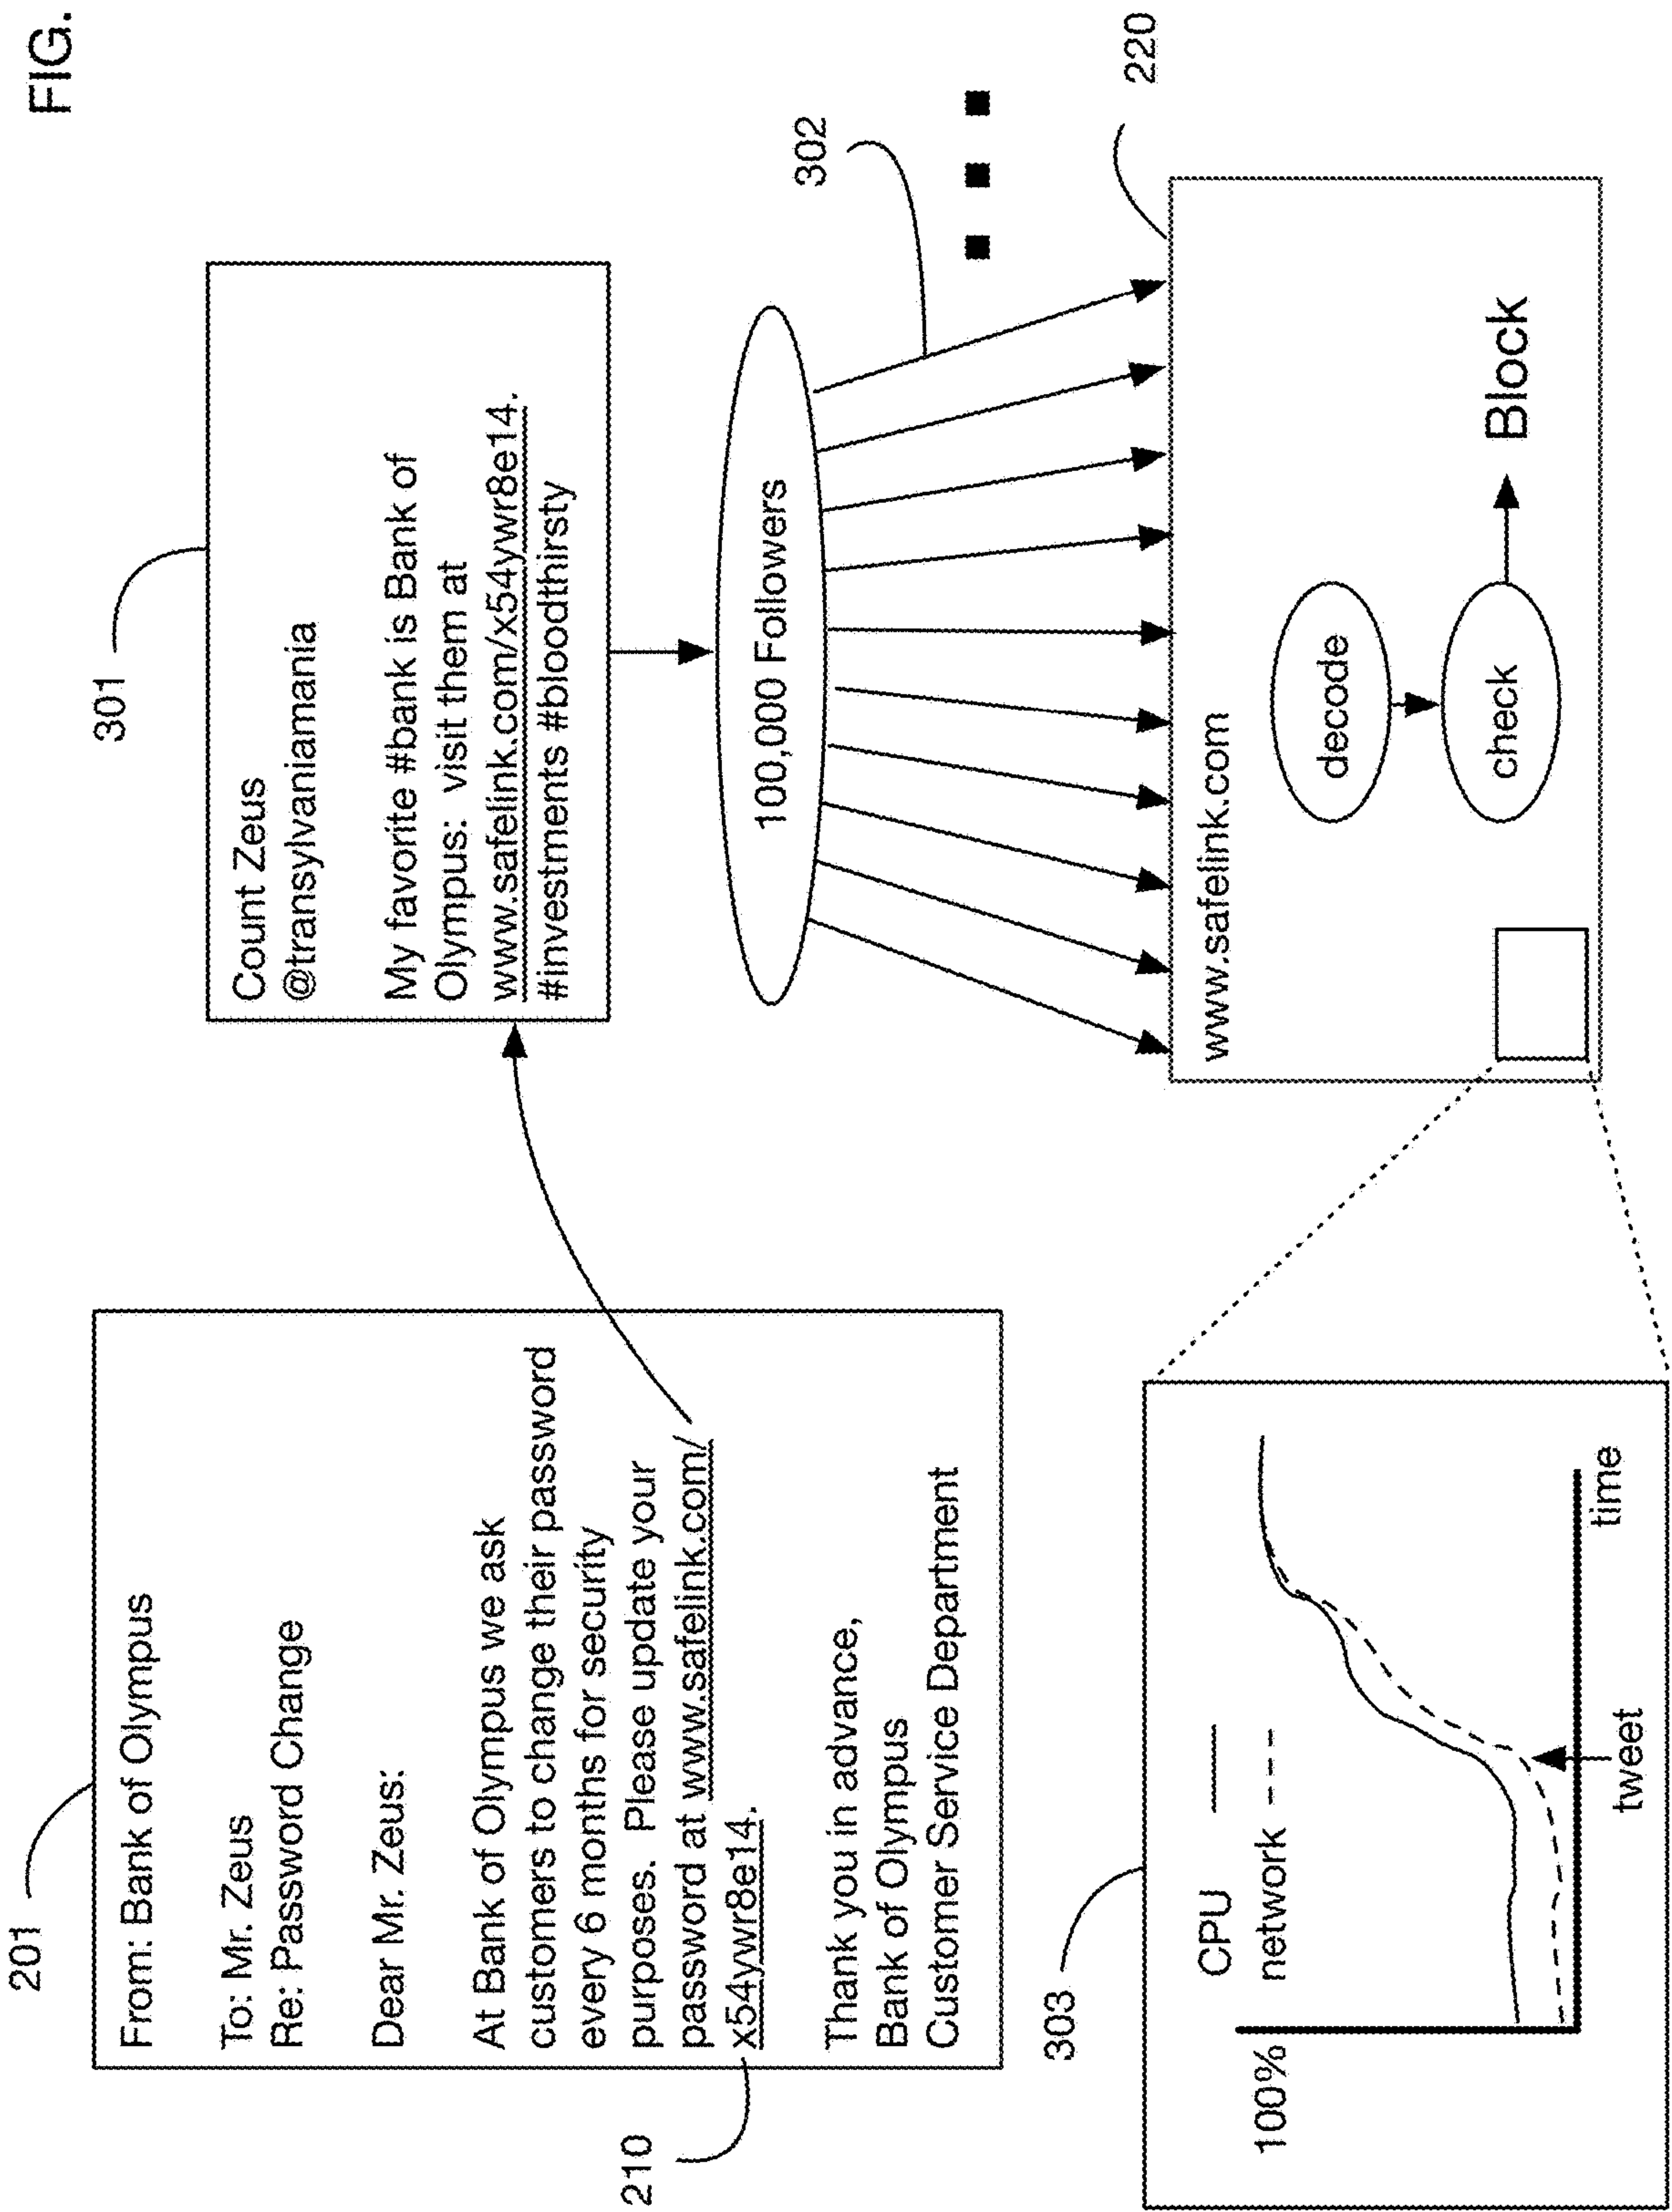 FIG.
201
From: Bank of Olympus
To: Mr. Zeus
Re: Password Change
Dear Mr. Zeus:
At Bank of Olympus we ask
customers to change their password
every 6 months for security
purposes.  Please update your
password at www.safelink.com/
x54ywr8e14.
Thank you in advance,
Bank of Olympus
Customer Service Department
210
301
Count Zeus
@transylvaniamania
My favorite #bank is Bank of
Olympus:  visit them at
www.safelink.com/x54ywr8e14.
#investments #bloodthirsty
100,000 Followers
302
220
www.safelink.com
decode
check
Block
303
CPU
network
100%
tweet
time